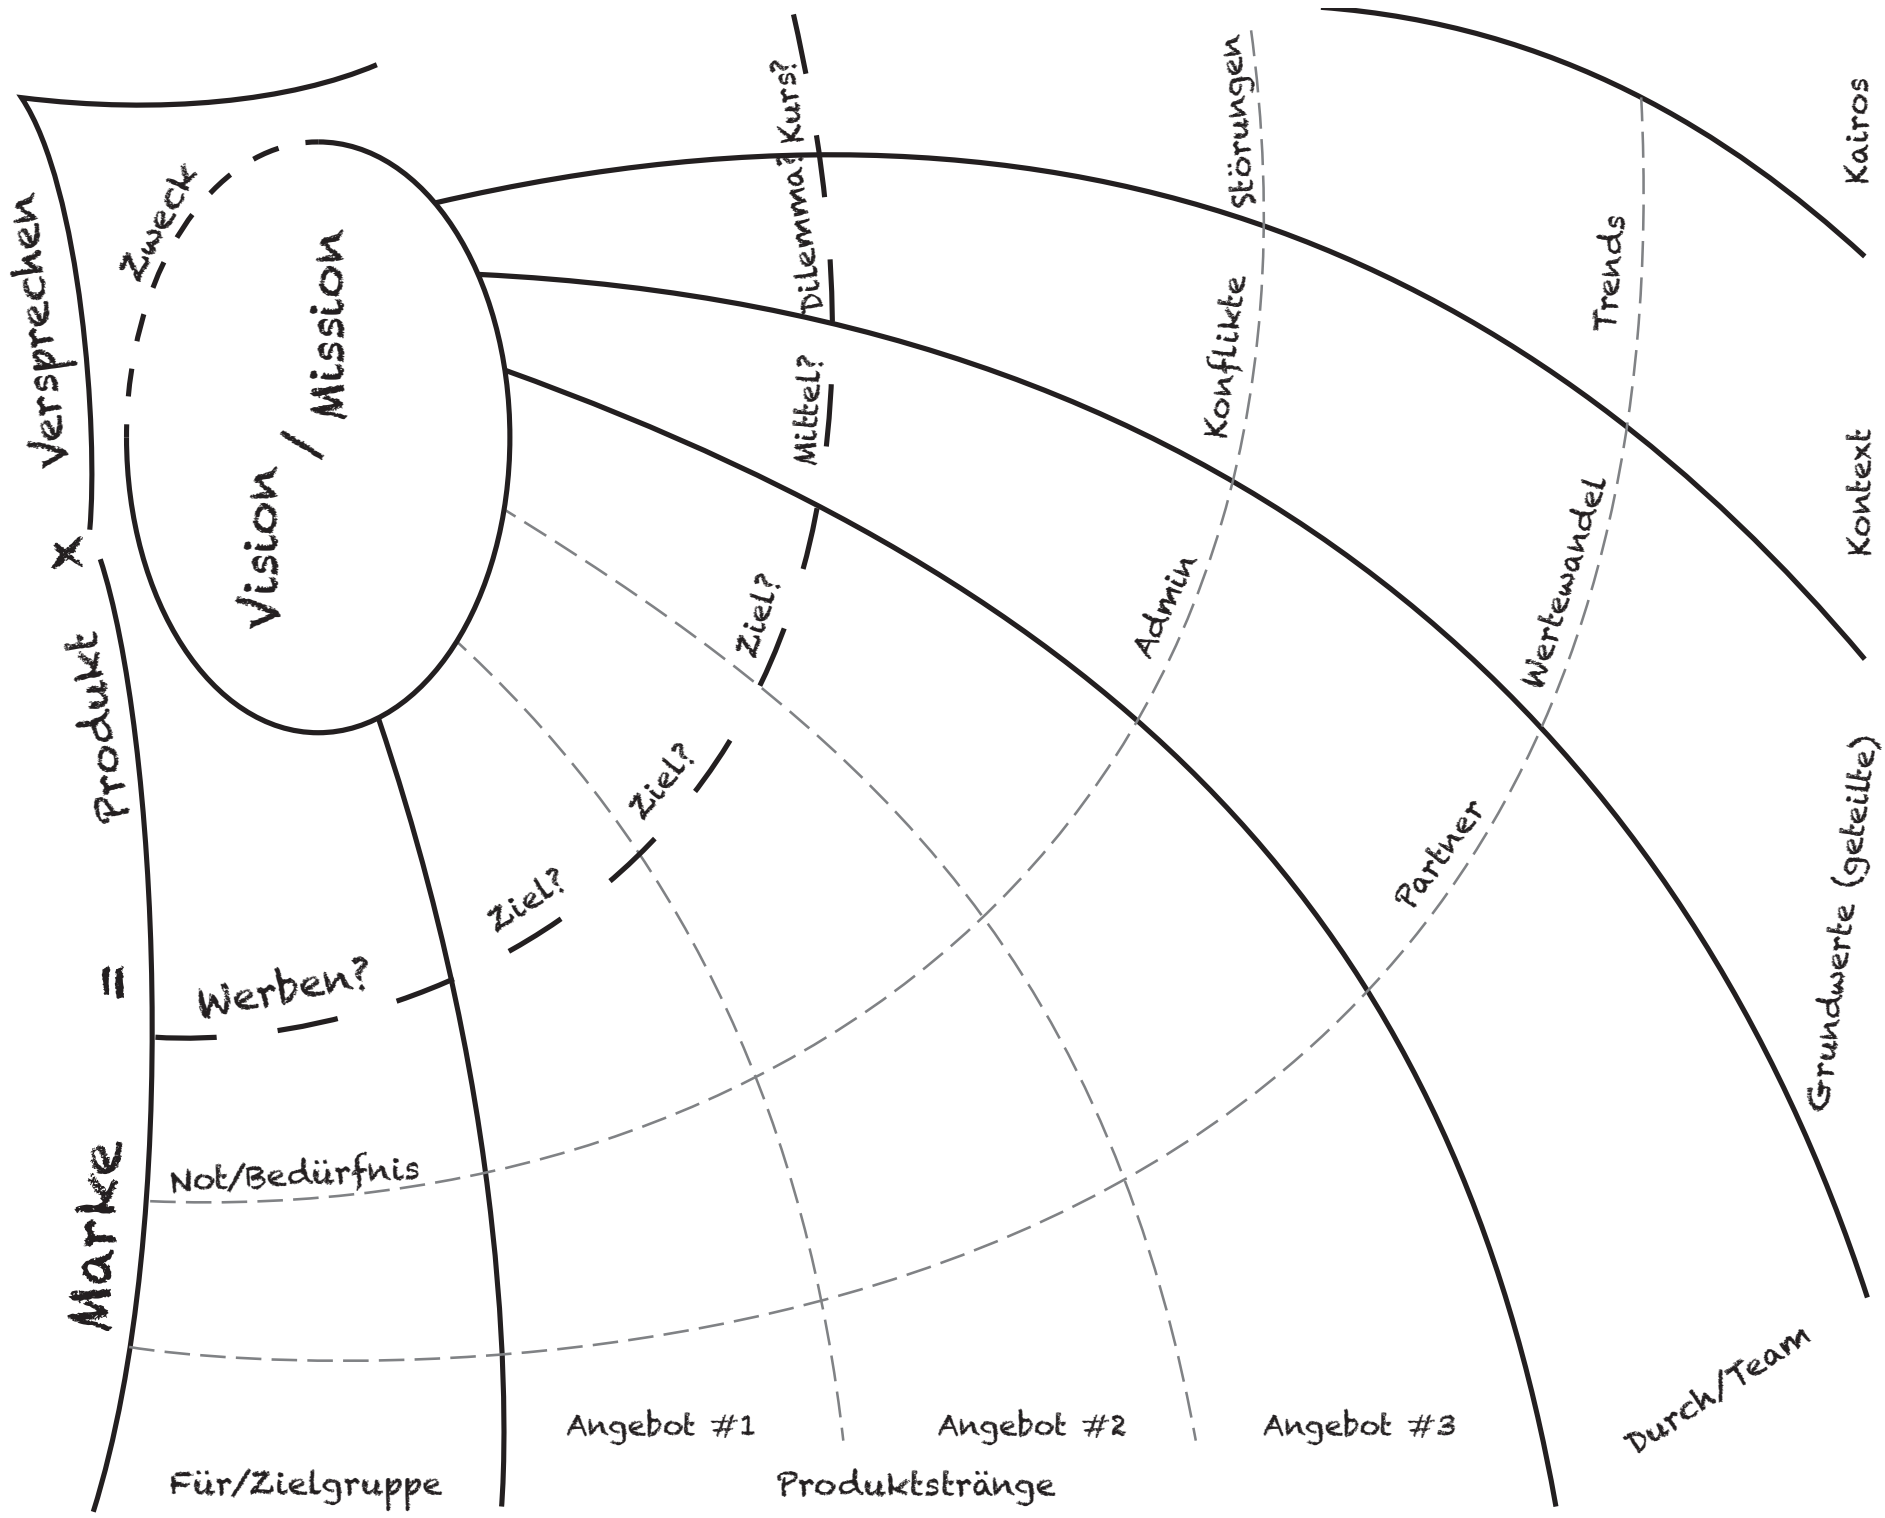 Versprechen
x
Produkt
=
Marke
Zweck
Vision
/
Mission
Kurs?
Dilemma?
Mittel?
Ziel?
Ziel?
Ziel?
Werben?
Störungen
Konflikte
Admin
Not/Bedürfnis
Trends
Wertewandel
Partner
Kairos
Kontext
Grundwerte (geteilte)
Durch/Team
Angebot #1
Angebot #2
Angebot #3
Für/Zielgruppe
Produktstränge